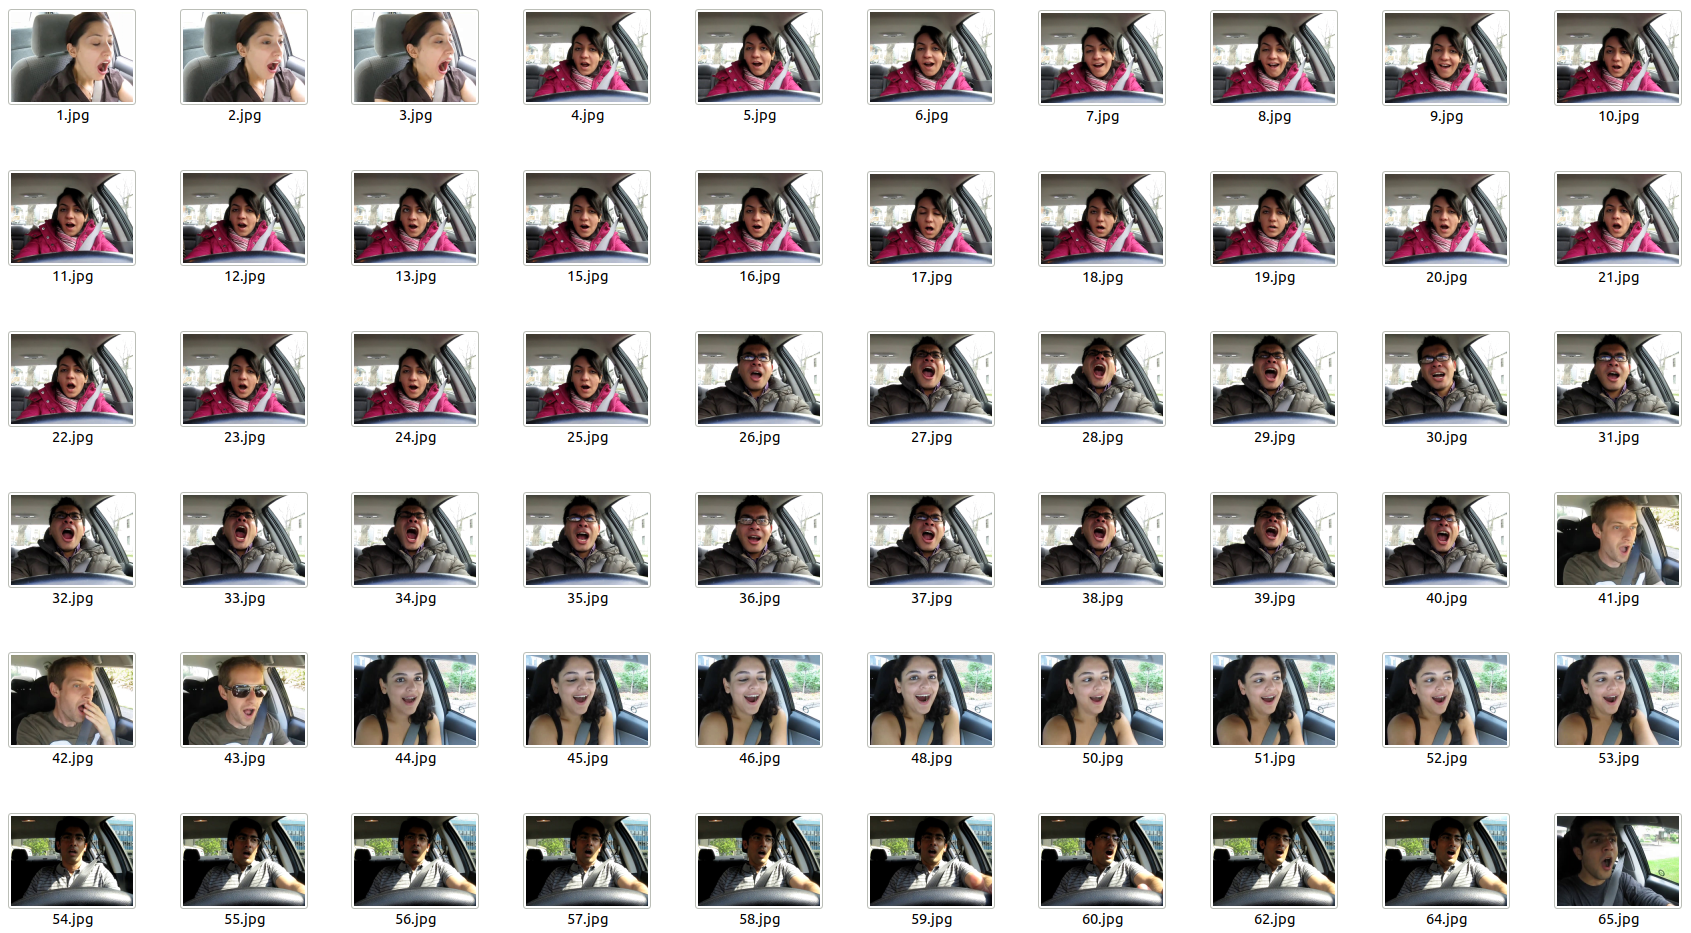 1.jpg 2.jpg 3.jpg 4.jpg 5.jpg 6.jpg 7.jpg 8.jpg 9.jpg 10.jpg
11.jpg 12.jpg 13.jpg 15.jpg 16.jpg 17.jpg 18.jpg 19.jpg 20.jpg 21.jpg
22.jpg 23.jpg 24.jpg 25.jpg 26.jpg 27.jpg 28.jpg 29.jpg 30.jpg 31.jpg
32.jpg 33.jpg 34.jpg 35.jpg 36.jpg 37.jpg 38.jpg 39.jpg 40.jpg 41.jpg
42.jpg 43.jpg 44.jpg 45.jpg 46.jpg 48.jpg 50.jpg 51.jpg 52.jpg 53.jpg
54.jpg 55.jpg 56.jpg 57.jpg 58.jpg 59.jpg 60.jpg 62.jpg 64.jpg 65.jpg